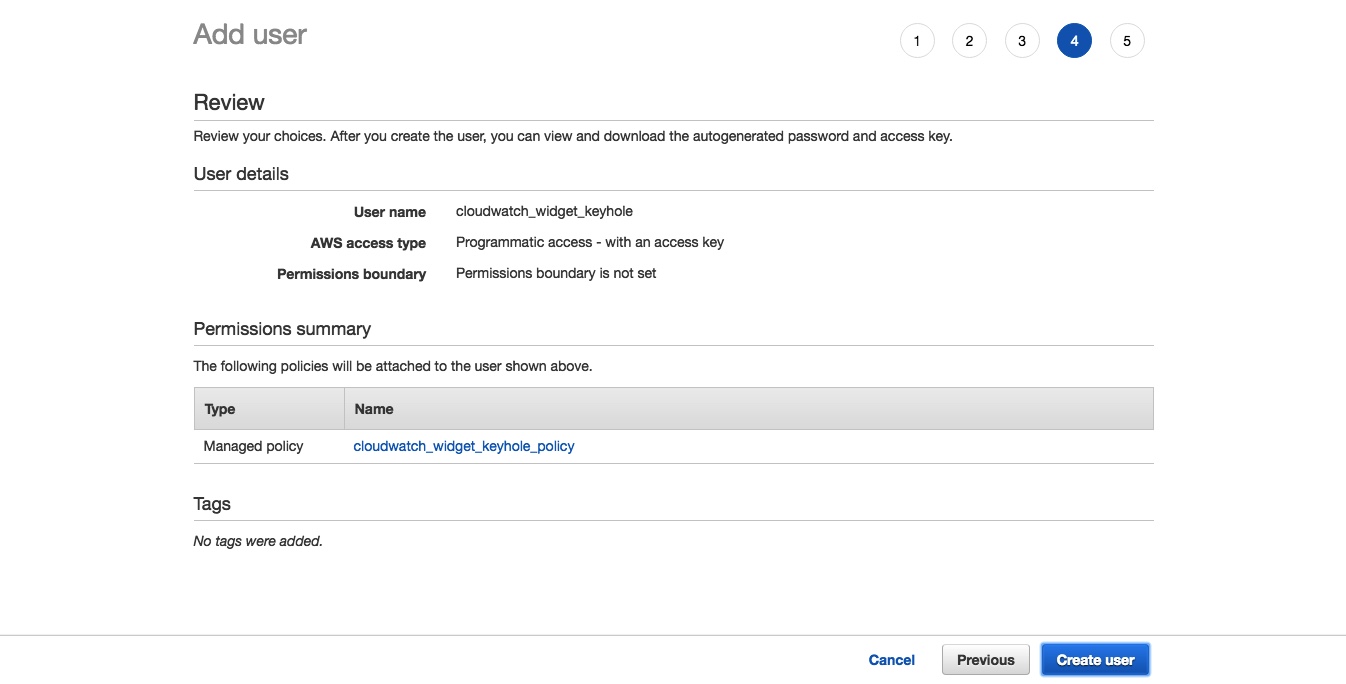 Add user
1 2 3 4 5
Review
Review your choices. After you create the user, you can view and download the autogenerated password and access key.
User details
User name cloudwatch_widget_keyhole
AWS access type Programmatic access - with an access key
Permissions boundary Permissions boundary is not set
Permissions summary
The following policies will be attached to the user shown above.
Type Name
Managed policy cloudwatch_widget_keyhole_policy
Tags
No tags were added.
Cancel Previous Create user